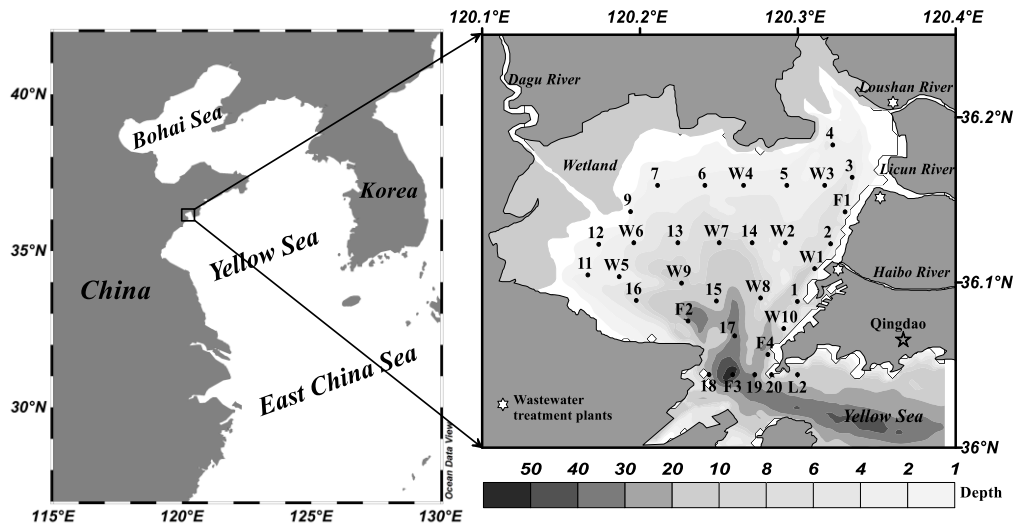 120.1°E 120.2°E 120.3°E 120.4°E
40°N
35°N
30°N
115°E 120°E 125°E 130°E
Bohai Sea
Korea
Yellow Sea
China
East China Sea
Ocean Data View
Dagu River
Loushan River
36.2°N
4
Wetland
7 6 W4 5 W3 3
Licun River
9 F1
12 W6 13 W7 14 W2 2
11 W5 W9 W1
Haibo River
36.1°N
16 15 W8 1
F2 W10
Qingdao
17 F4
18 F3 19 20 L2
Wastewater
treatment plants
Yellow Sea
36°N
50 40 30 20 10 8 6 4 2 1
Depth